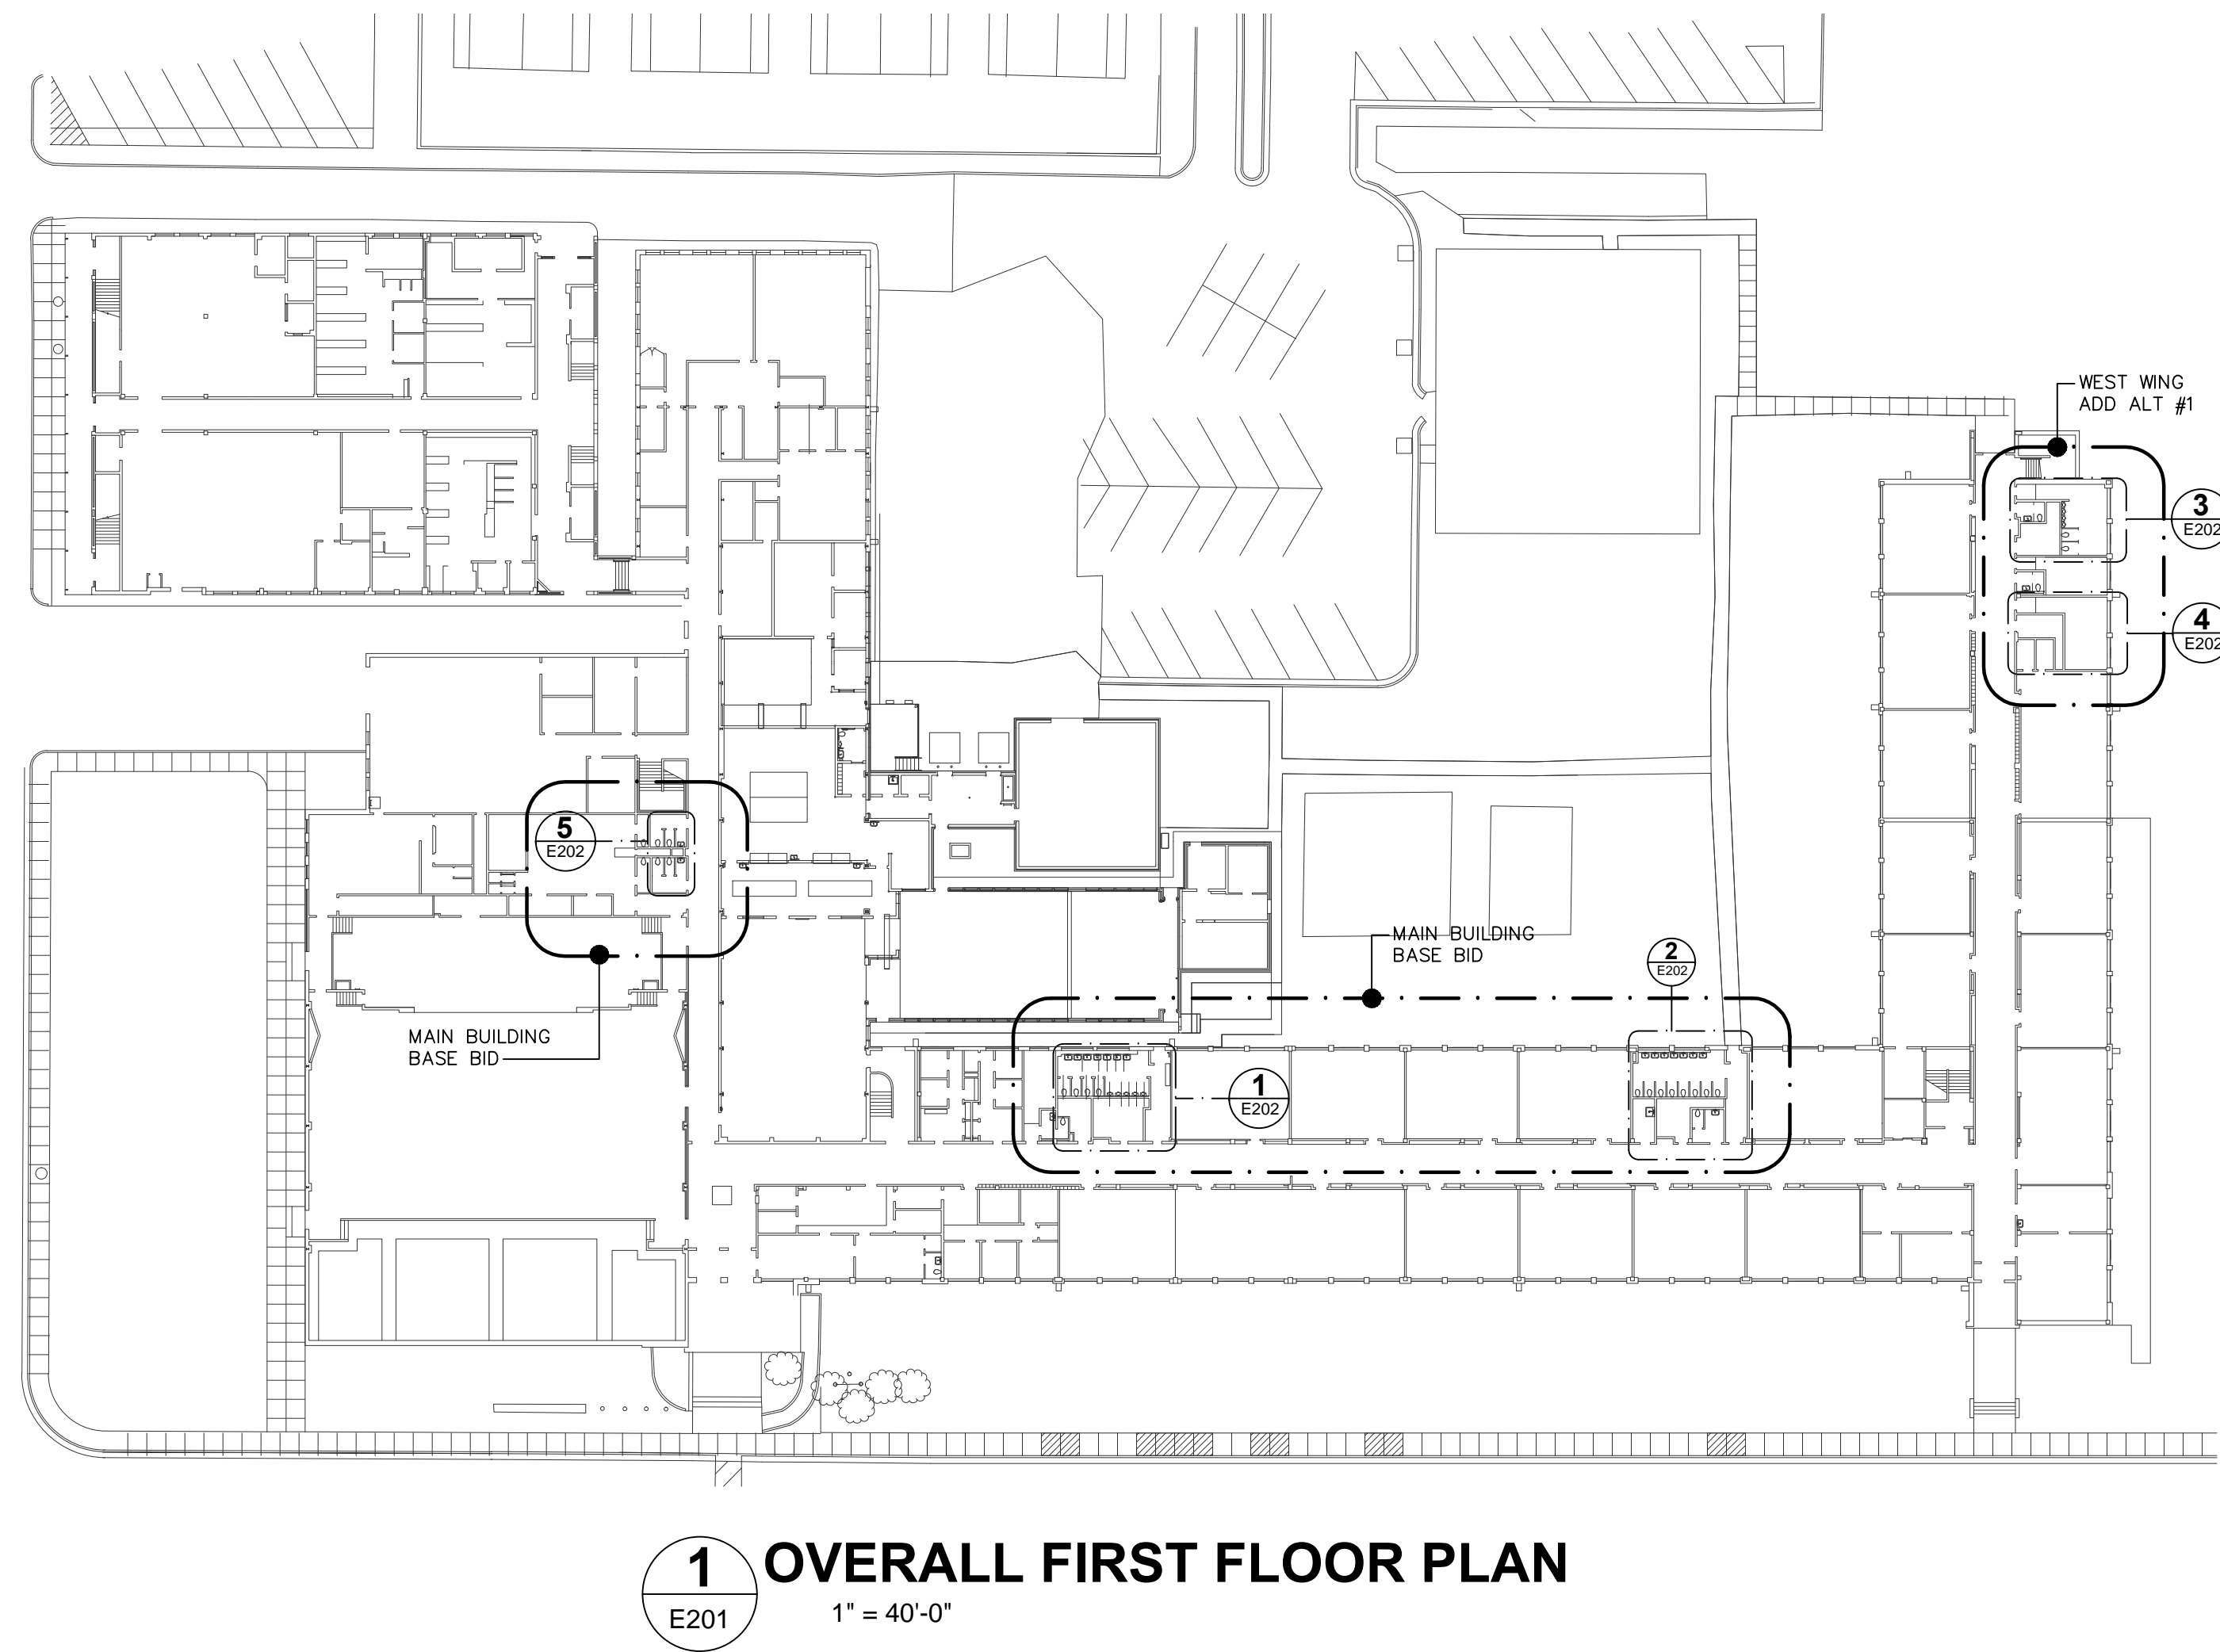 WEST WING
ADD ALT #1
3
E202
4
E202
5
E202
MAIN BUILDING
BASE BID
2
E202
MAIN BUILDING
BASE BID
1
E202
1
E201
OVERALL FIRST FLOOR PLAN
1" = 40'-0"